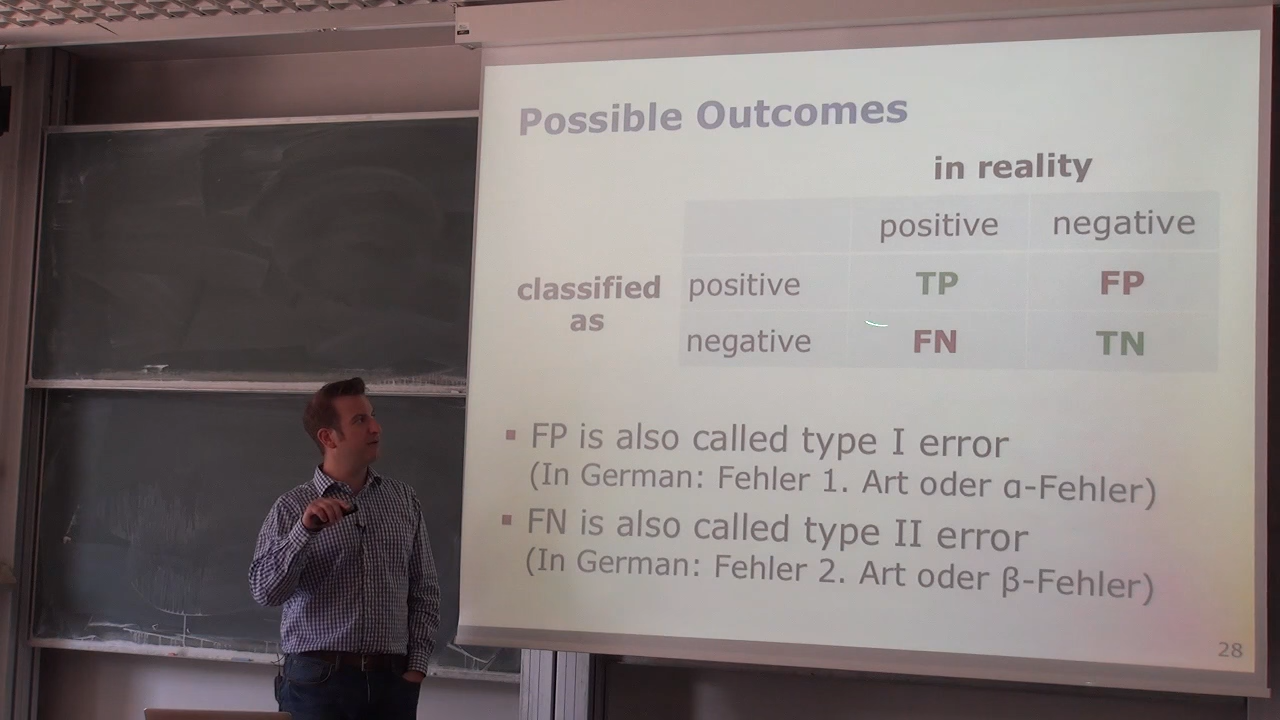 Possible Outcomes
in reality
positive negative
classified as
positive TP FP
negative FN TN
▪ FP is also called type I error
(In German: Fehler 1. Art oder α-Fehler)
▪ FN is also called type II error
(In German: Fehler 2. Art oder β-Fehler)
28